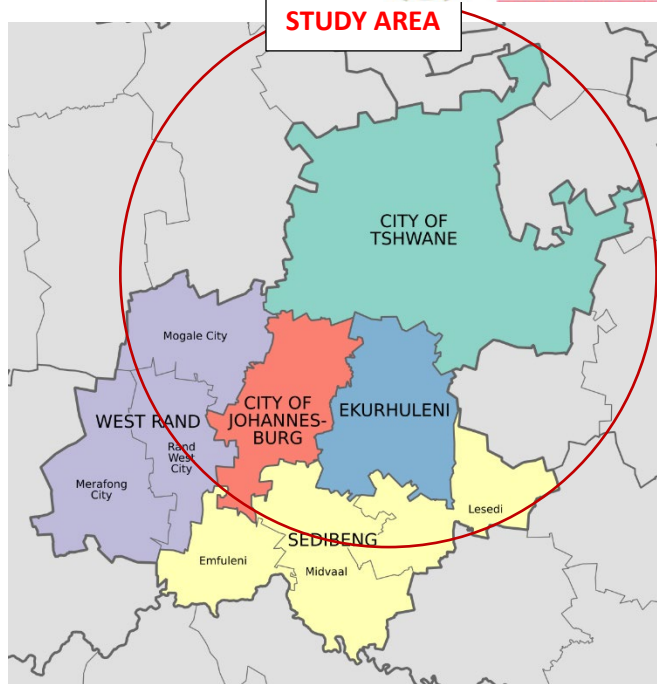 STUDY AREA
CITY OF
TSHWANE
Mogale City
CITY OF
JOHANNES-
BURG
EKURHULENI
WEST RAND
Rand
West
City
Merafong
City
Lesedi
SEDIBENG
Emfuleni
Midvaal